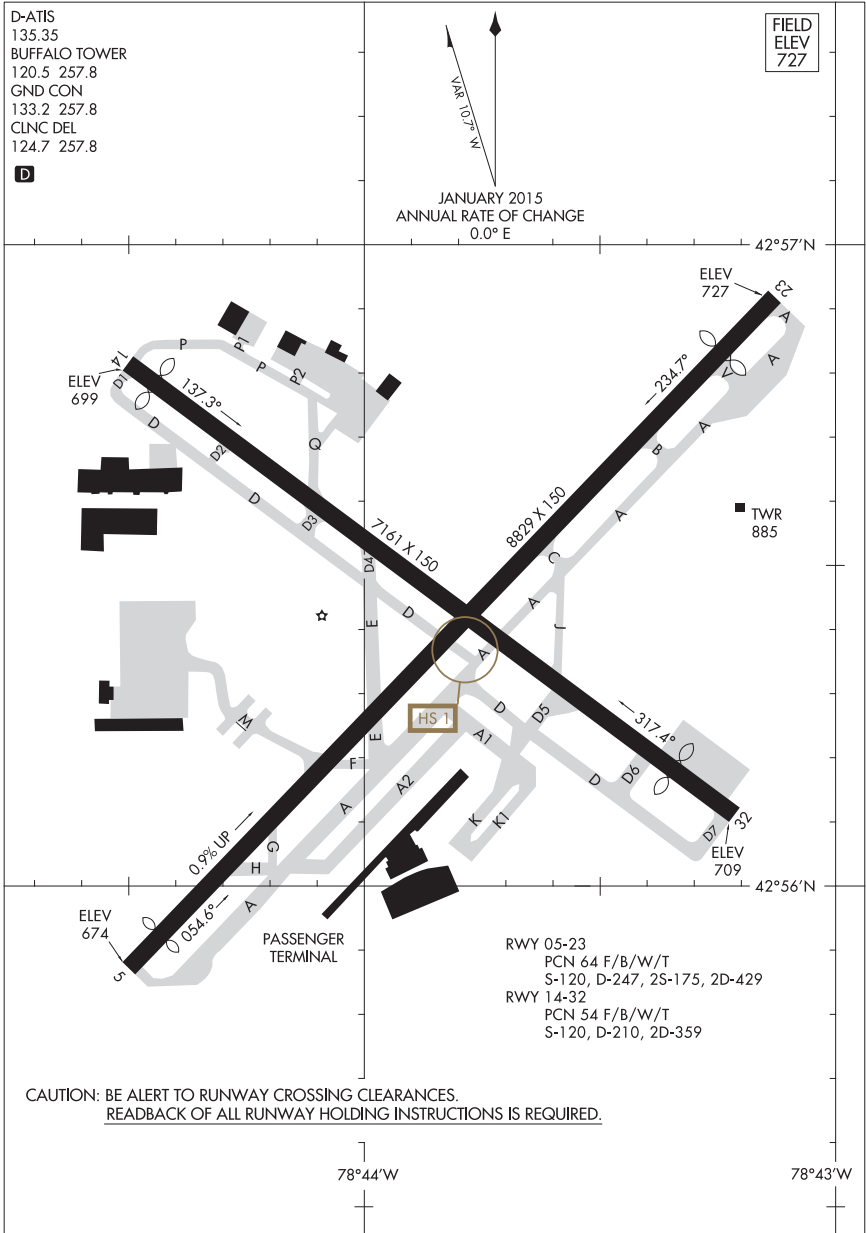 D-ATIS
135.35
BUFFALO TOWER
120.5 257.8
GND CON
133.2 257.8
CLNC DEL
124.7 257.8
D
VAR 10.7° W
JANUARY 2015
ANNUAL RATE OF CHANGE
0.0° E
FIELD
ELEV
727
42°57'N
ELEV
727
23
A
A
V
234.7°
P
P1
P
P2
14
ELEV
699
D1
137.3°
D
D2
Q
D
D3
A
B
A
TWR
885
7161 X 150
8829 X 150
D4
C
A
D
E
J
A
HS 1
D
D5
317.4°
M
E
A1
F
A2
A
D
D6
K
K1
32
D7
ELEV
709
0.9% UP
G
H
42°56'N
054.6°
A
ELEV
674
5
PASSENGER
TERMINAL
RWY 05-23
PCN 64 F/B/W/T
S-120, D-247, 2S-175, 2D-429
RWY 14-32
PCN 54 F/B/W/T
S-120, D-210, 2D-359
CAUTION: BE ALERT TO RUNWAY CROSSING CLEARANCES.
READBACK OF ALL RUNWAY HOLDING INSTRUCTIONS IS REQUIRED.
78°44'W
78°43'W